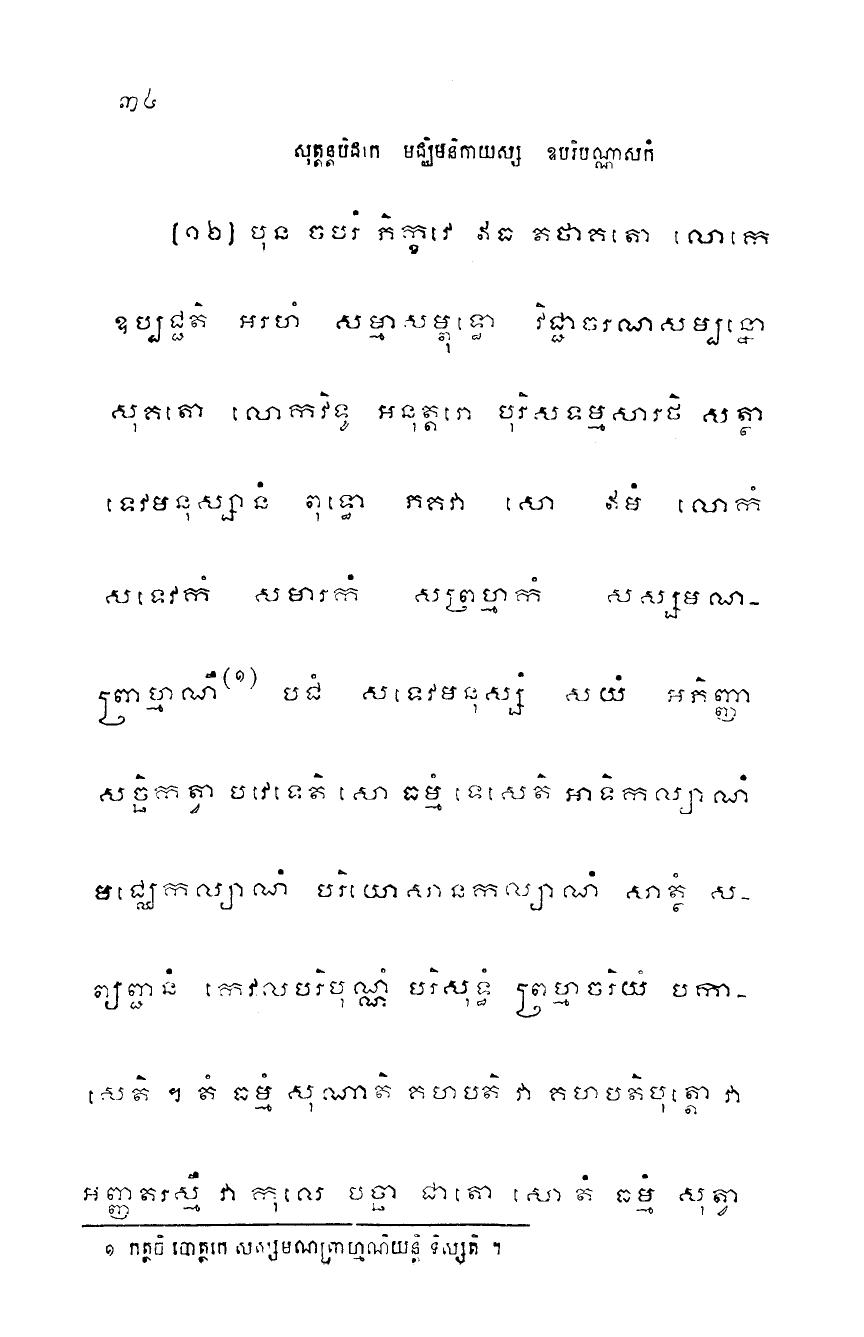 ៣៤
សុត្តន្តបិដកេ មជ្ឈិមនិកាយស្ស ឧបរិបណ្ណាសកំ
[១២] បុន ចបរំ ភិក្ខវេ ឥធ តថាគតោ លោកេ
ឧប្បជ្ជតិ អរហំ សម្មាសម្ពុទ្ធោ វិជ្ជាចរណសម្បន្នោ
សុគតោ លោកវិទូ អនុត្តរោ បុរិសទម្មសារថិ សត្ថា
ទេវមនុស្សានំ ពុទ្ធោ ភគវា សោ ឥមំ លោកំ
សទេវកំ សមារកំ សព្រហ្មកំ សស្សមណ-
ព្រាហ្មណឹ(១) បជំ សទេវមនុស្សំ សយំ អភិញ្ញា
សច្ឆិកត្វា បវេទេតិ សោ ធម្មំ ទេសេតិ អាទិកល្យាណំ
មជ្ឈេកល្យាណំ បរិយោសានកល្យាណំ សាត្ថំ ស-
ព្យញ្ជនំ កេវលបរិបុណ្ណំ បរិសុទ្ធំ ព្រហ្មចរិយំ បកា-
សេតិ ។ តំ ធម្មំ សុណាតិ គហបតិ វា គហបតិបុត្តោ វា
អញ្ញតរស្មឹ វា កុលេ បច្ឆា ជាតោ សោ តំ ធម្មំ សុត្វា
១ កត្ថចិ បោត្ថកេ សស្សមណព្រាហ្មណិយន្តិ ទិស្សតិ ។